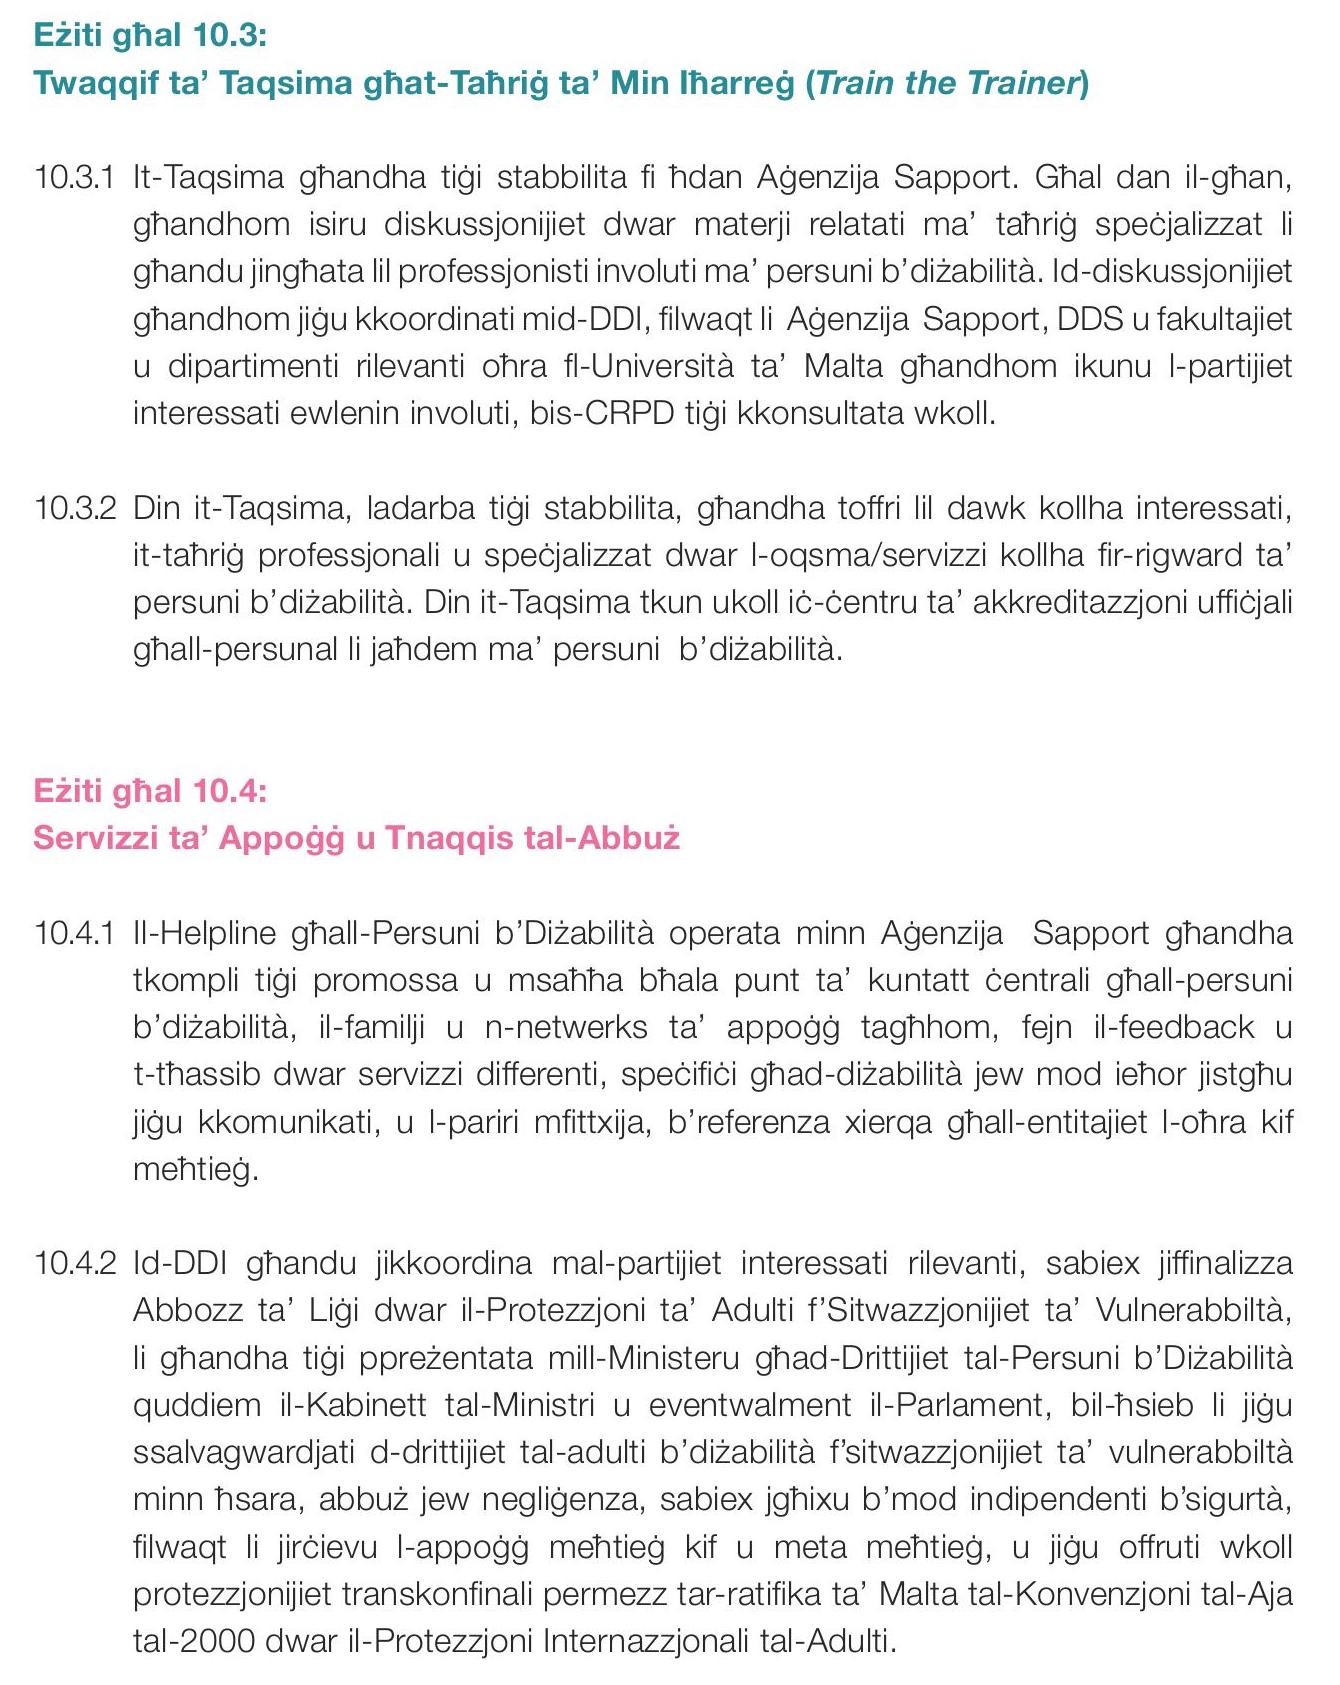 Eżiti għal 10.3:
Twaqqif ta' Taqsima għat-Taħriġ ta' Min Iħarreġ (Train the Trainer)
10.3.1 It-Taqsima għandha tiġi stabbilita fi ħdan Aġenzija Sapport. Għal dan il-għan,
għandhom isiru diskussjonijiet dwar materji relatati ma' taħriġ speċjalizzat li
għandu jingħata lil professjonisti involuti ma' persuni b'diżabilità. Id-diskussjonijiet
għandhom jiġu kkoordinati mid-DDI, filwaqt li Aġenzija Sapport, DDS u fakultajiet
u dipartimenti rilevanti oħra fl-Università ta' Malta għandhom ikunu l-partijiet
interessati ewlenin involuti, bis-CRPD tiġi kkonsultata wkoll.
10.3.2 Din it-Taqsima, ladarba tiġi stabbilita, għandha toffri lil dawk kollha interessati,
it-taħriġ professjonali u speċjalizzat dwar l-oqsma/servizzi kollha fir-rigward ta'
persuni b'diżabilità. Din it-Taqsima tkun ukoll iċ-ċentru ta' akkreditazzjoni uffiċjali
għall-persunal li jaħdem ma' persuni b'diżabilità.
Eżiti għal 10.4:
Servizzi ta' Appoġġ u Tnaqqis tal-Abbuż
10.4.1 Il-Helpline għall-Persuni b'Diżabilità operata minn Aġenzija Sapport għandha
tkompli tiġi promossa u msaħħa bħala punt ta' kuntatt ċentrali għall-persuni
b'diżabilità, il-familji u n-netwerks ta' appoġġ tagħhom, fejn il-feedback u
t-tħassib dwar servizzi differenti, speċifiċi għad-diżabilità jew mod ieħor jistgħu
jiġu kkomunikati, u l-pariri mfittxija, b'referenza xierqa għall-entitajiet l-oħra kif
meħtieġ.
10.4.2 Id-DDI għandu jikkoordina mal-partijiet interessati rilevanti, sabiex jiffinalizza
Abbozz ta' Liġi dwar il-Protezzjoni ta' Adulti f'Sitwazzjonijiet ta' Vulnerabbiltà,
li għandha tiġi ppreżentata mill-Ministeru għad-Drittijiet tal-Persuni b'Diżabilità
quddiem il-Kabinett tal-Ministri u eventwalment il-Parlament, bil-ħsieb li jiġu
ssalvagwardjati d-drittijiet tal-adulti b'diżabilità f'sitwazzjonijiet ta' vulnerabbiltà
minn ħsara, abbuż jew negliġenza, sabiex jgħixu b'mod indipendenti b'sigurtà,
filwaqt li jirċievu l-appoġġ meħtieġ kif u meta meħtieġ, u jiġu offruti wkoll
protezzjonijiet transkonfinali permezz tar-ratifika ta' Malta tal-Konvenzjoni tal-Aja
tal-2000 dwar il-Protezzjoni Internazzjonali tal-Adulti.